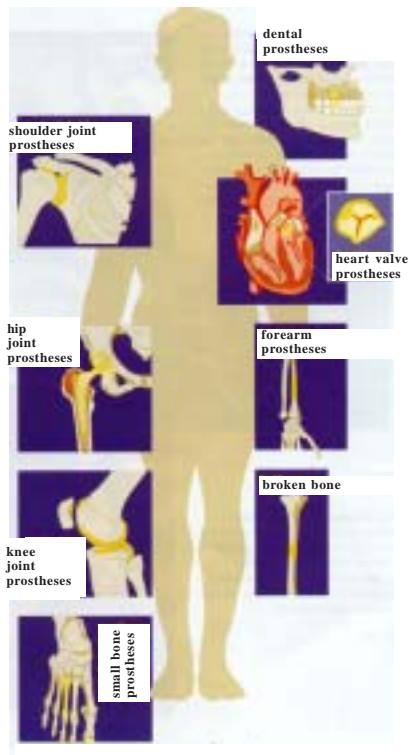 dental
prostheses
shoulder joint
prostheses
heart valve
prostheses
hip
joint
prostheses
forearm
prostheses
broken bone
knee
joint
prostheses
small bone
prostheses